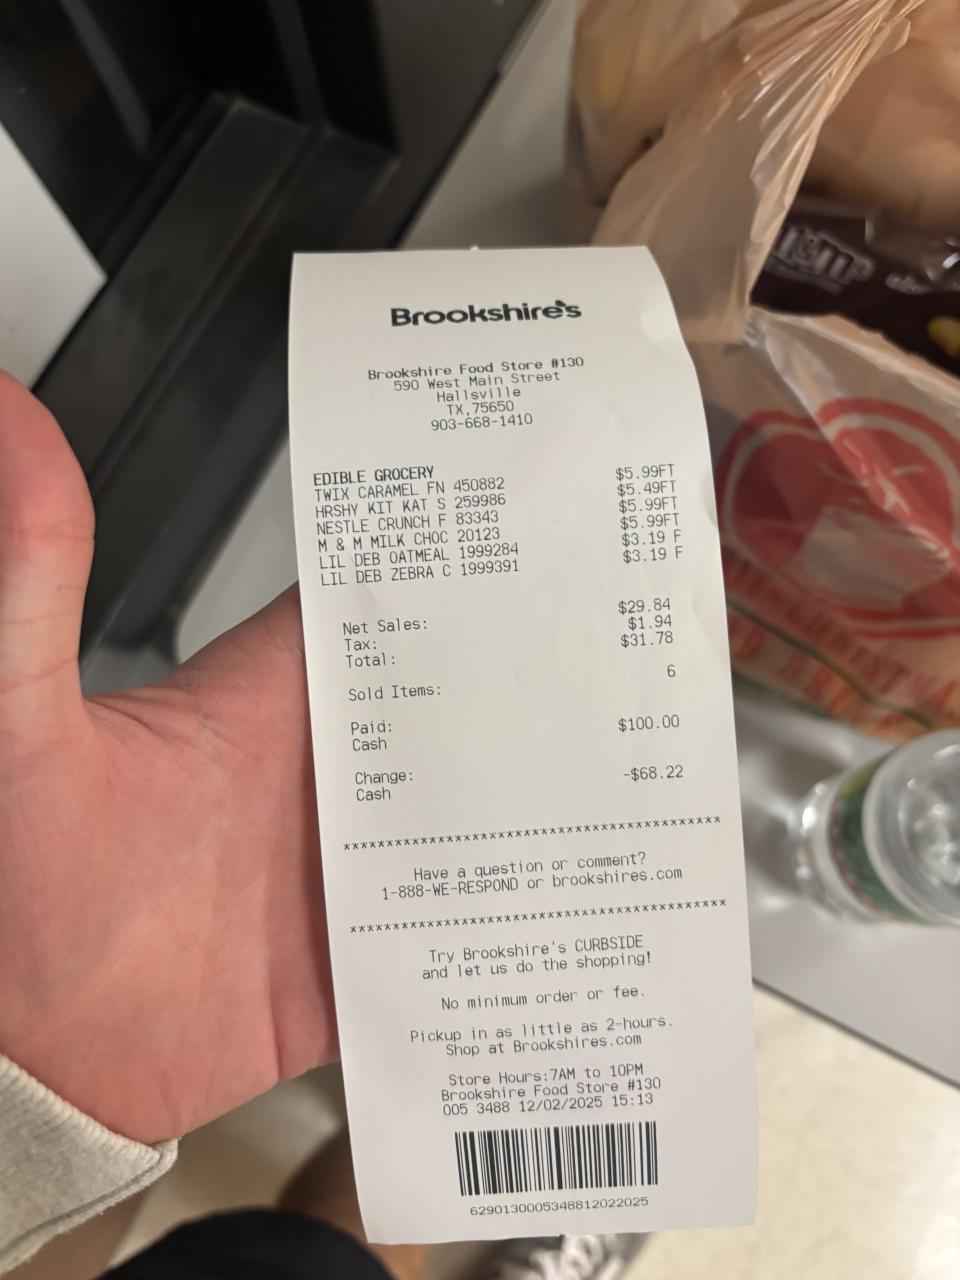 Brookshire's
Brookshire Food Store #130
590 West Main Street
Hallsville
TX,75650
903-668-1410
EDIBLE GROCERY
TWIX CARAMEL FN 450882 $5.99FT
HRSHY KIT KAT S 259986 $5.49FT
NESTLE CRUNCH F 83343 $5.99FT
M & M MILK CHOC 20123 $5.99FT
LIL DEB OATMEAL 1999284 $3.19 F
LIL DEB ZEBRA C 1999391 $3.19 F
Net Sales: $29.84
Tax: $1.94
Total: $31.78
Sold Items: 6
Paid:
Cash $100.00
Change:
Cash -$68.22
*******************************************
Have a question or comment?
1-888-WE-RESPOND or brookshires.com
*******************************************
Try Brookshire's CURBSIDE
and let us do the shopping!
No minimum order or fee.
Pickup in as little as 2-hours.
Shop at Brookshires.com
Store Hours:7AM to 10PM
Brookshire Food Store #130
005 3488 12/02/2025 15:13
6290130005348812022025
m&m's